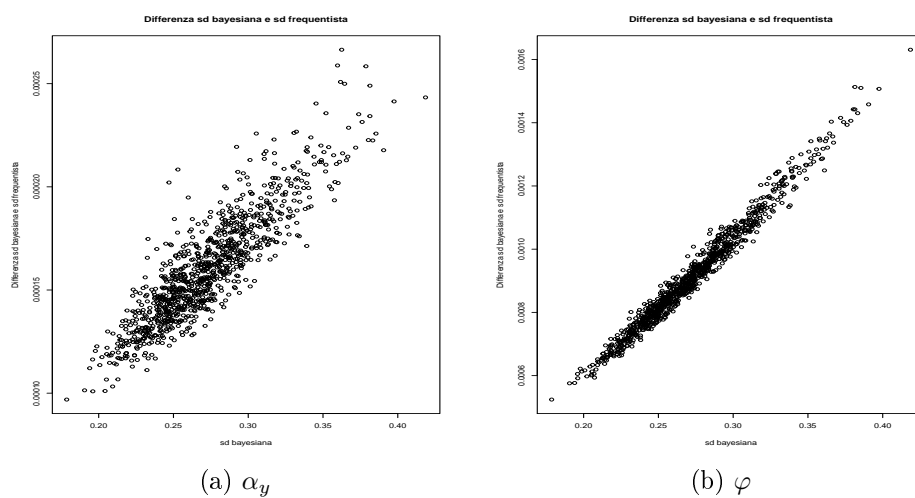 Differenza sd bayesiana e sd frequentista
Differenza sd bayesiana e sd frequentista
0.00025
0.00020
0.00015
0.00010
0.20 0.25 0.30 0.35 0.40
sd bayesiana
(a) α_y
Differenza sd bayesiana e sd frequentista
Differenza sd bayesiana e sd frequentista
0.0016
0.0014
0.0012
0.0010
0.0008
0.0006
0.20 0.25 0.30 0.35 0.40
sd bayesiana
(b) φ